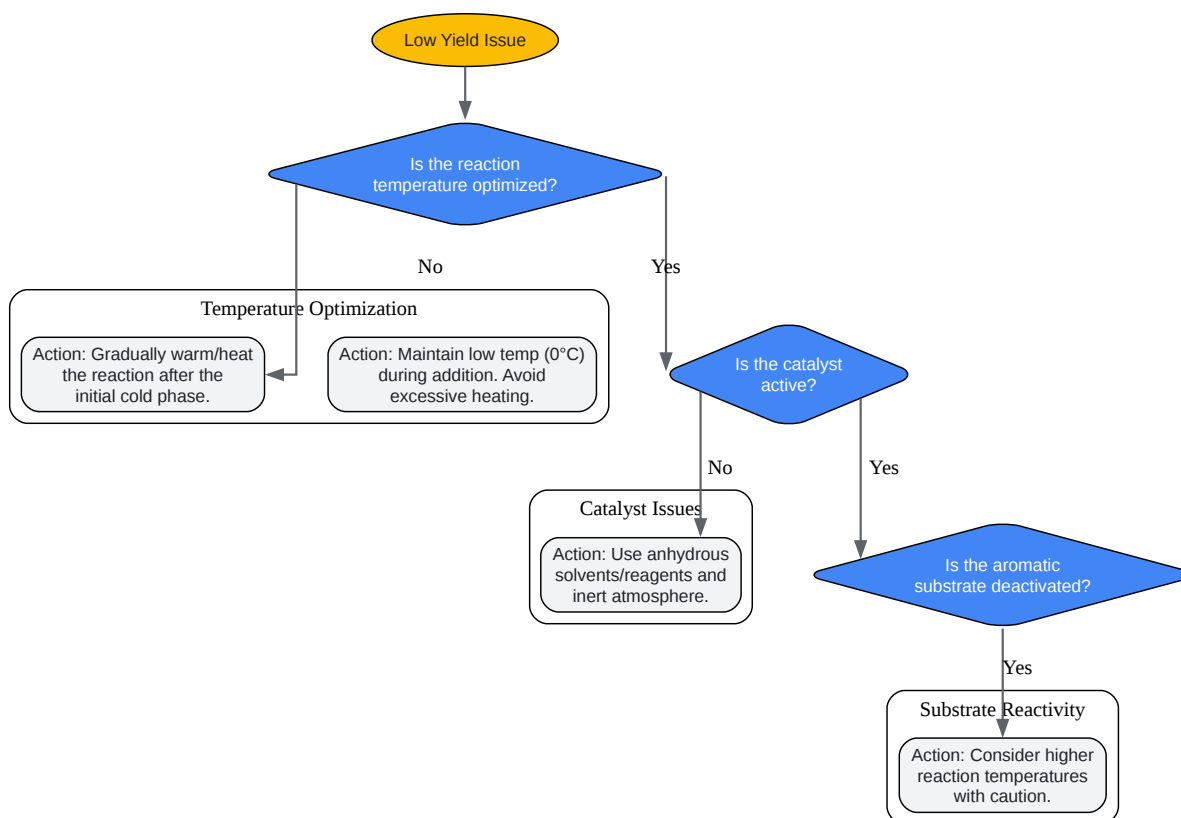 Low Yield Issue
Is the reaction
temperature optimized?
No
Yes
Temperature Optimization
Action: Gradually warm/heat
the reaction after the
initial cold phase.
Action: Maintain low temp (0°C)
during addition. Avoid
excessive heating.
Is the catalyst
active?
No
Yes
Catalyst Issues
Action: Use anhydrous
solvents/reagents and
inert atmosphere.
Is the aromatic
substrate deactivated?
Yes
Substrate Reactivity
Action: Consider higher
reaction temperatures
with caution.